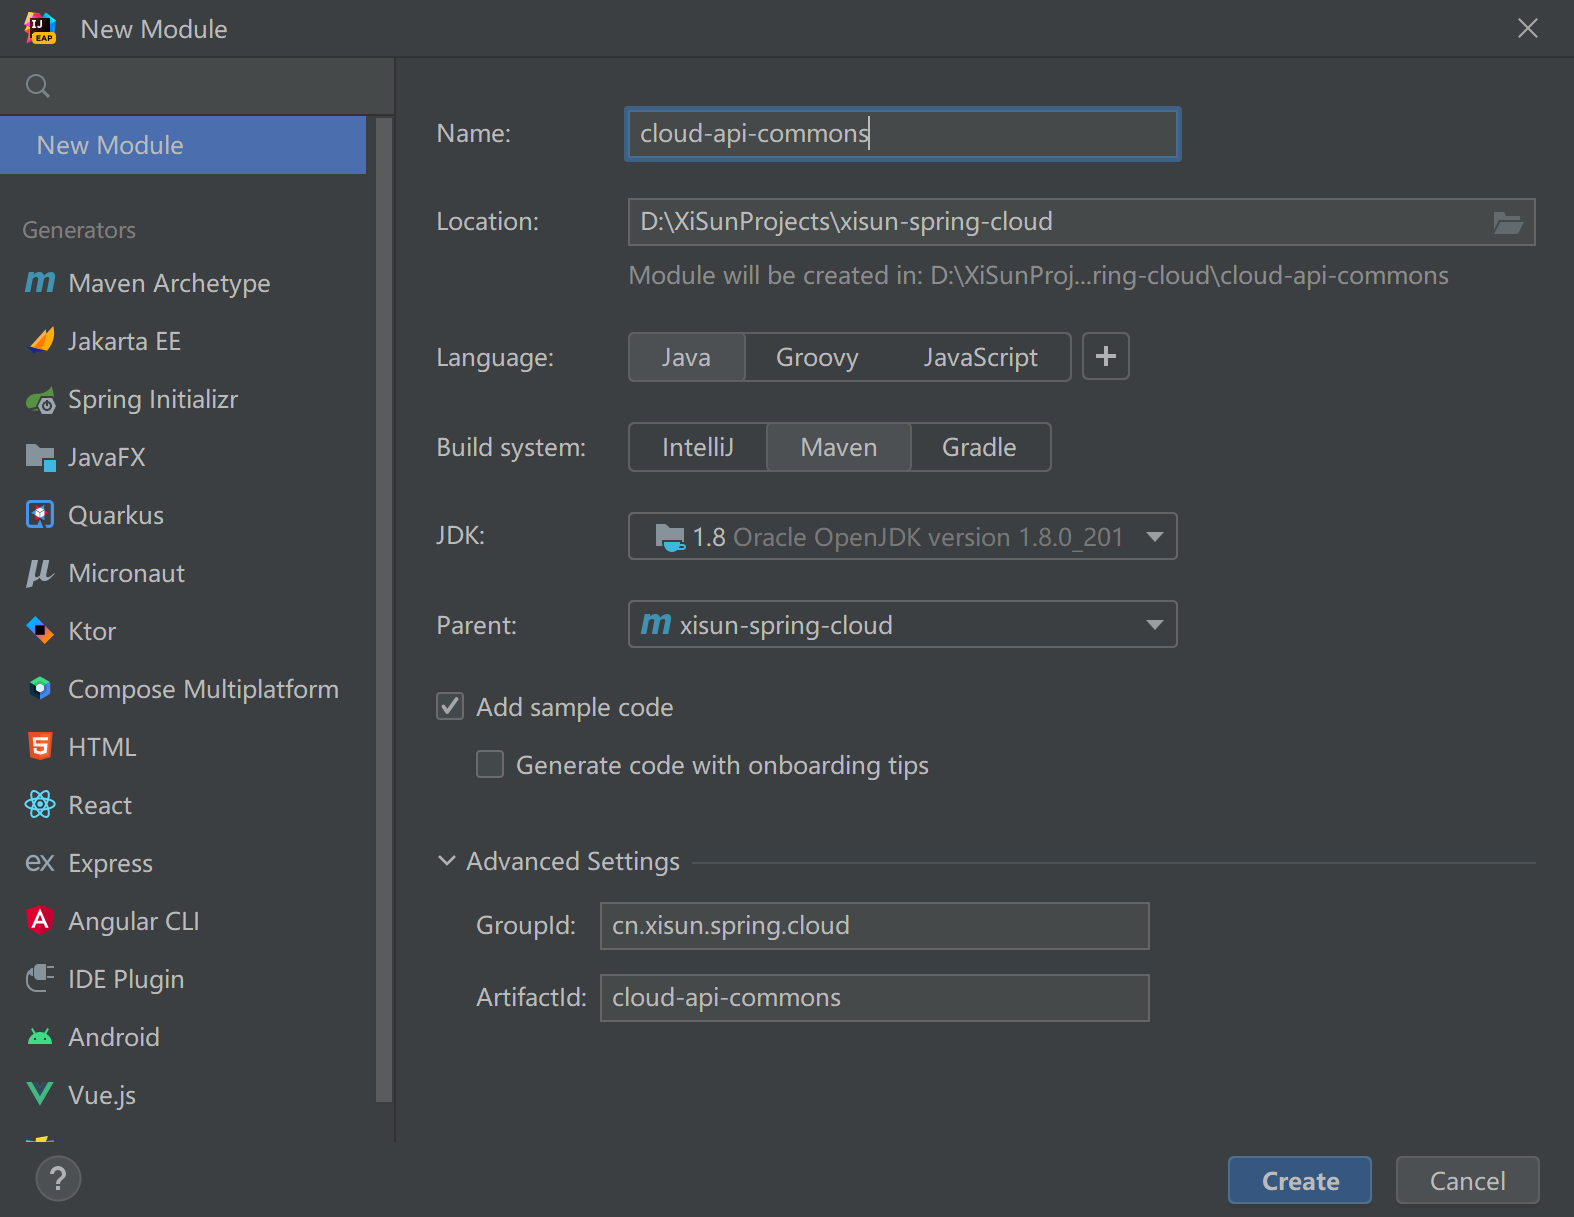 New Module
New Module
Generators
Maven Archetype
Jakarta EE
Spring Initializr
JavaFX
Quarkus
Micronaut
Ktor
Compose Multiplatform
HTML
React
ex Express
Angular CLI
IDE Plugin
Android
Vue.js
Name: cloud-api-commons
Location: D:\XiSunProjects\xisun-spring-cloud
Module will be created in: D:\XiSunProj...ring-cloud\cloud-api-commons
Language: Java Groovy JavaScript +
Build system: IntelliJ Maven Gradle
JDK: 1.8 Oracle OpenJDK version 1.8.0_201
Parent: m xisun-spring-cloud
Add sample code
Generate code with onboarding tips
Advanced Settings
GroupId: cn.xisun.spring.cloud
ArtifactId: cloud-api-commons
? Create Cancel